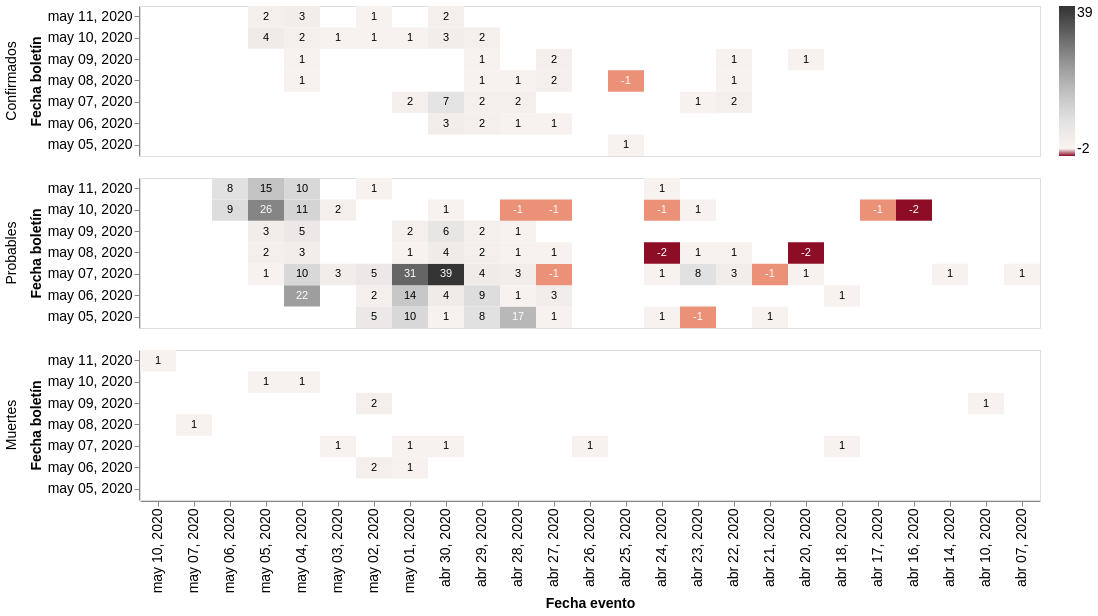 Confirmados
Fecha boletín
may 11, 2020 2 3 1 2
may 10, 2020 4 2 1 1 1 3 2
may 09, 2020 1 1 2 1 1
may 08, 2020 1 1 1 2 -1 1
may 07, 2020 2 7 2 2 1 2
may 06, 2020 3 2 1 1
may 05, 2020 1
39
-2
Probables
Fecha boletín
may 11, 2020 8 15 10 1 1
may 10, 2020 9 26 11 2 1 -1 -1 -1 1 -1 -2
may 09, 2020 3 5 2 6 2 1
may 08, 2020 2 3 1 4 2 1 1 -2 1 1 -2
may 07, 2020 1 10 3 5 31 39 4 3 -1 1 8 3 -1 1 1 1
may 06, 2020 22 2 14 4 9 1 3 1
may 05, 2020 5 10 1 8 17 1 1 -1 1
Muertes
Fecha boletín
may 11, 2020 1
may 10, 2020 1 1
may 09, 2020 2 1
may 08, 2020 1
may 07, 2020 1 1 1 1 1
may 06, 2020 2 1
may 05, 2020
may 10, 2020
may 07, 2020
may 06, 2020
may 05, 2020
may 04, 2020
may 03, 2020
may 02, 2020
may 01, 2020
abr 30, 2020
abr 29, 2020
abr 28, 2020
abr 27, 2020
abr 26, 2020
abr 25, 2020
abr 24, 2020
abr 23, 2020
abr 22, 2020
abr 21, 2020
abr 20, 2020
abr 18, 2020
abr 17, 2020
abr 16, 2020
abr 14, 2020
abr 10, 2020
abr 07, 2020
Fecha evento